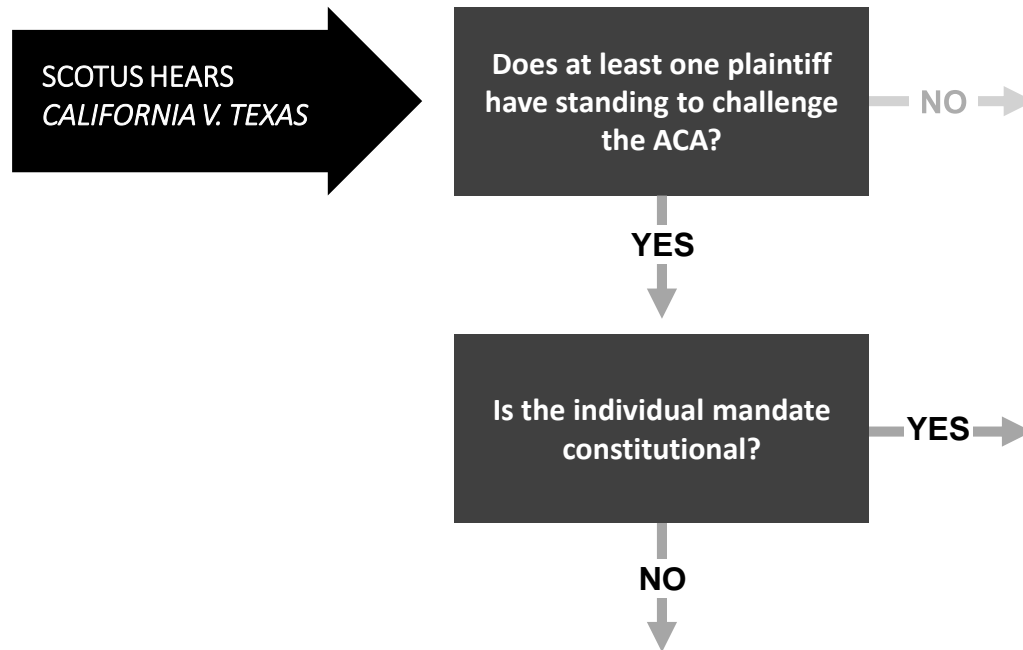 SCOTUS HEARS
CALIFORNIA V. TEXAS
Does at least one plaintiff
have standing to challenge
the ACA?
NO
YES
Is the individual mandate
constitutional?
YES
NO